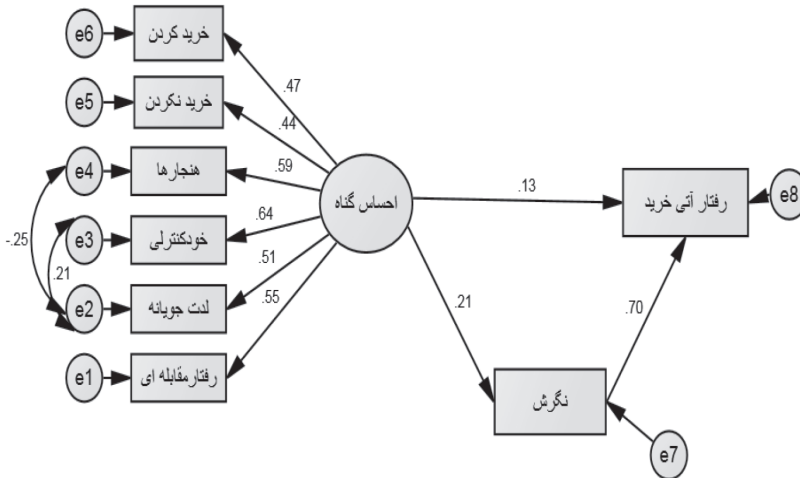 e6
خرید کردن
.47
e5
خرید نکردن
.44
e4
هنجارها
.59
احساس گناه
.13
رفتار آتی خرید
e8
e3
خودکنترلی
.64
-.25
.21
e2
لدت جویانه
.51
.21
.70
e1
رفتارمقابله ای
.55
نگرش
e7